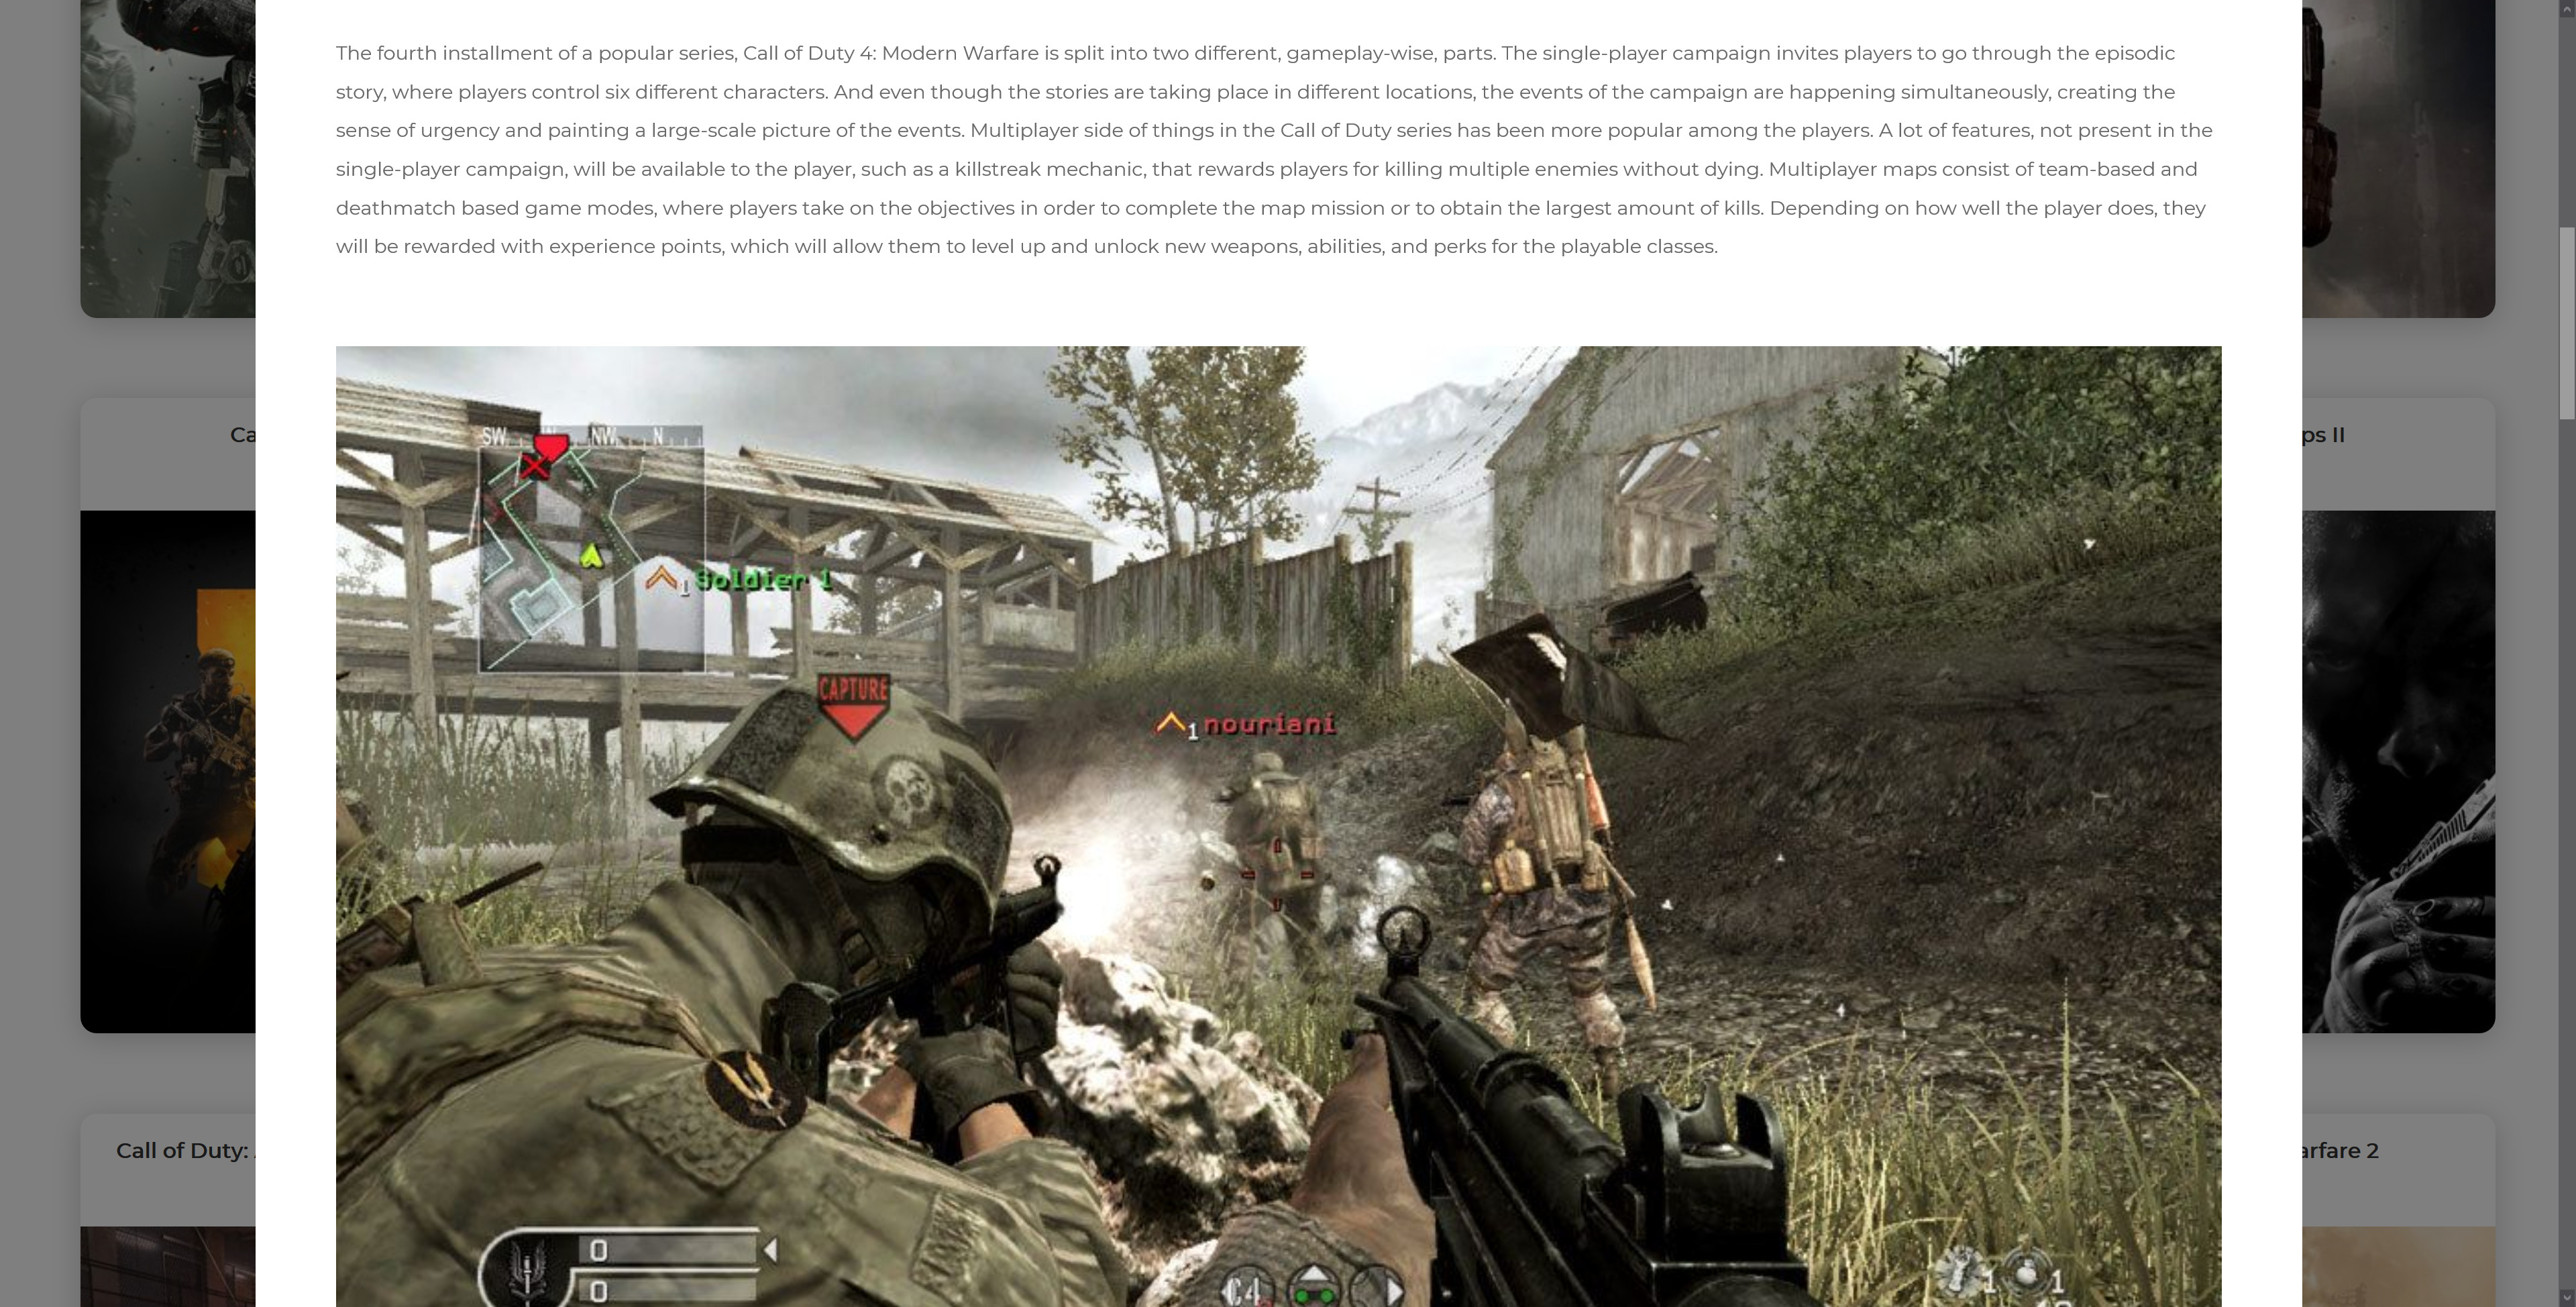 The fourth installment of a popular series, Call of Duty 4: Modern Warfare is split into two different, gameplay-wise, parts. The single-player campaign invites players to go through the episodic
story, where players control six different characters. And even though the stories are taking place in different locations, the events of the campaign are happening simultaneously, creating the
sense of urgency and painting a large-scale picture of the events. Multiplayer side of things in the Call of Duty series has been more popular among the players. A lot of features, not present in the
single-player campaign, will be available to the player, such as a killstreak mechanic, that rewards players for killing multiple enemies without dying. Multiplayer maps consist of team-based and
deathmatch based game modes, where players take on the objectives in order to complete the map mission or to obtain the largest amount of kills. Depending on how well the player does, they
will be rewarded with experience points, which will allow them to level up and unlock new weapons, abilities, and perks for the playable classes.
Ca
ps II
SW NW N
1 Soldier 1
CAPTURE
1 nouriani
Call of Duty:
arfare 2
0
0
C4
1 1